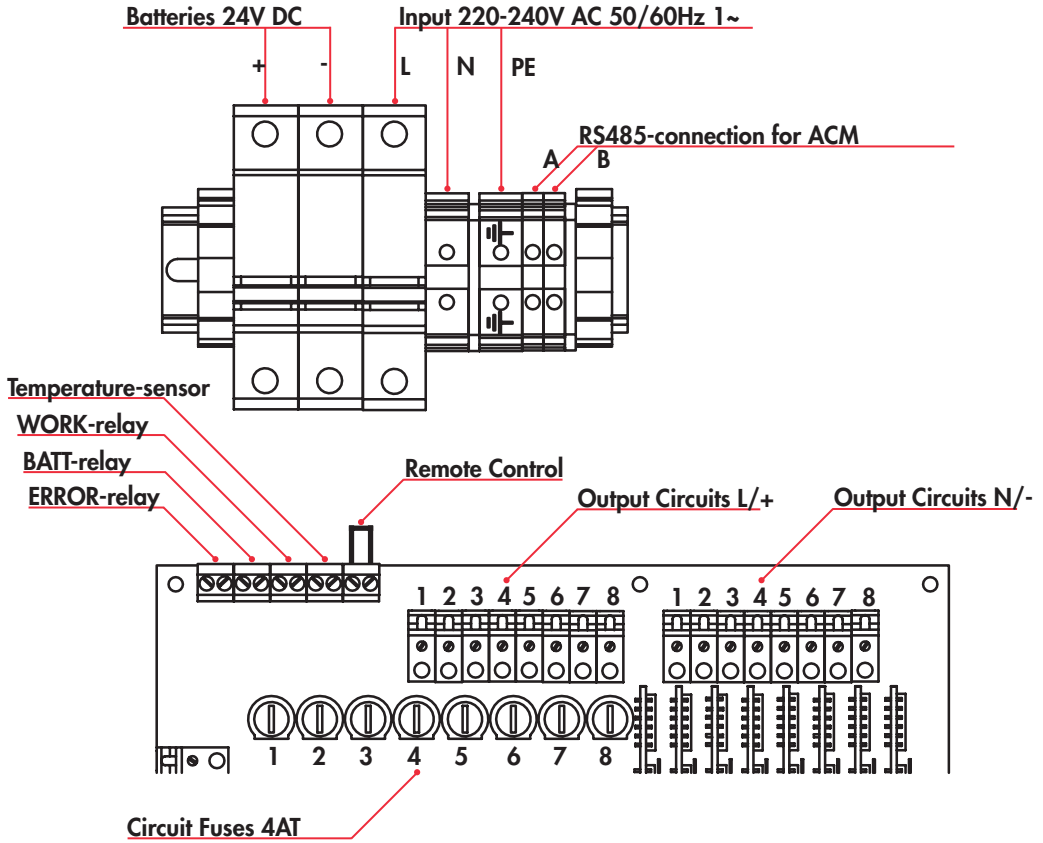 Batteries 24V DC
Input 220-240V AC 50/60Hz 1~
+ - L N PE
RS485-connection for ACM
A B
Temperature-sensor
WORK-relay
BATT-relay
ERROR-relay
Remote Control
Output Circuits L/+
Output Circuits N/-
1 2 3 4 5 6 7 8
1 2 3 4 5 6 7 8
1 2 3 4 5 6 7 8
Circuit Fuses 4AT